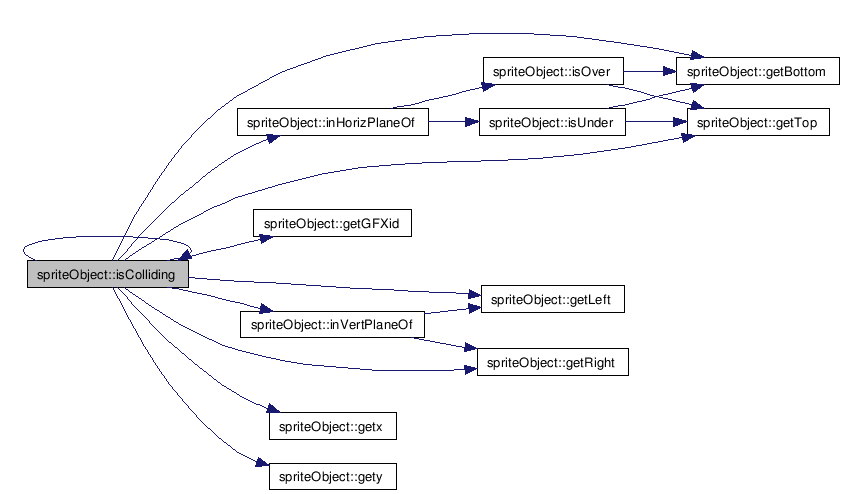 spriteObject::isOver
spriteObject::getBottom
spriteObject::inHorizPlaneOf
spriteObject::isUnder
spriteObject::getTop
spriteObject::getGFXid
spriteObject::isColliding
spriteObject::getLeft
spriteObject::inVertPlaneOf
spriteObject::getRight
spriteObject::getx
spriteObject::gety